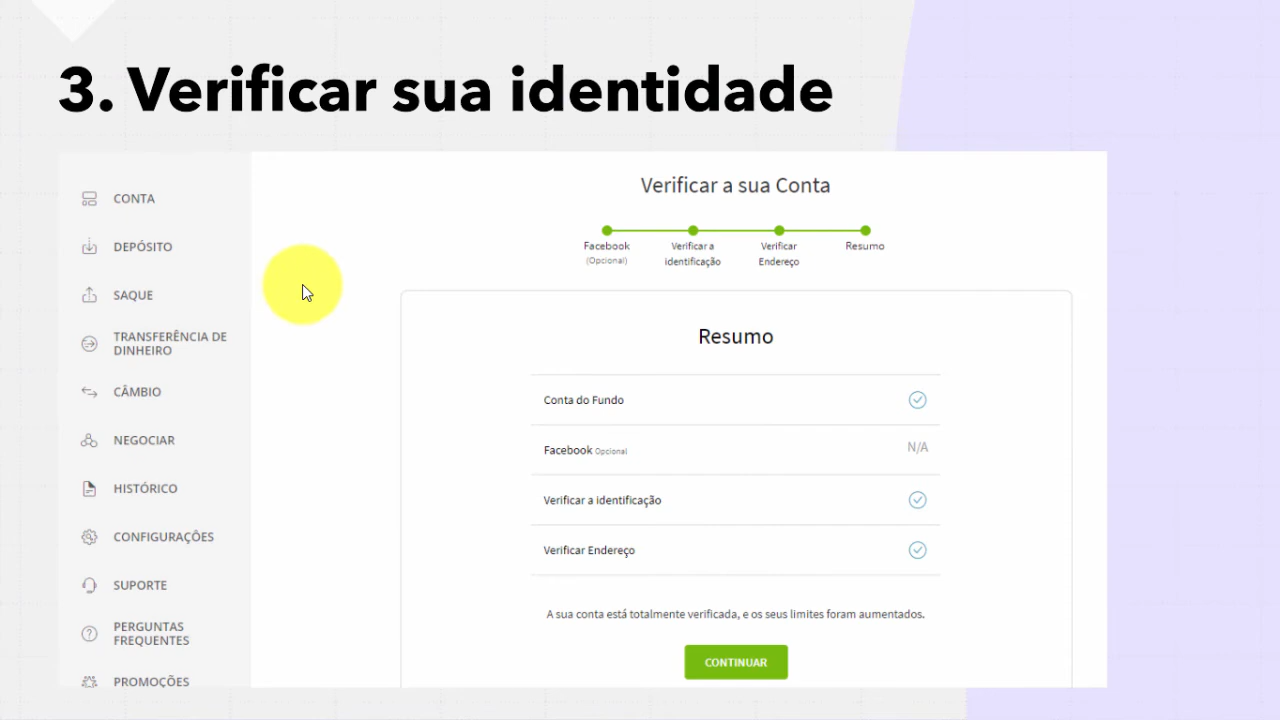 3. Verificar sua identidade
CONTA
DEPÓSITO
SAQUE
TRANSFERÊNCIA DE
DINHEIRO
CÂMBIO
NEGOCIAR
HISTÓRICO
CONFIGURAÇÕES
SUPORTE
PERGUNTAS
FREQUENTES
PROMOÇÕES
Verificar a sua Conta
Facebook
(Opcional)
Verificar a
identificação
Verificar
Endereço
Resumo
Resumo
Conta do Fundo
Facebook Opcional N/A
Verificar a identificação
Verificar Endereço
A sua conta está totalmente verificada, e os seus limites foram aumentados.
CONTINUAR